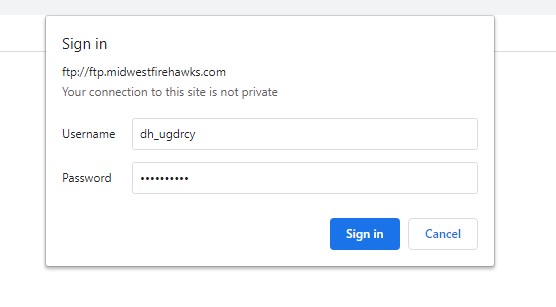 Sign in
ftp://ftp.midwestfirehawks.com
Your connection to this site is not private
Username dh_ugdrcy
Password ••••••••••
Sign in Cancel